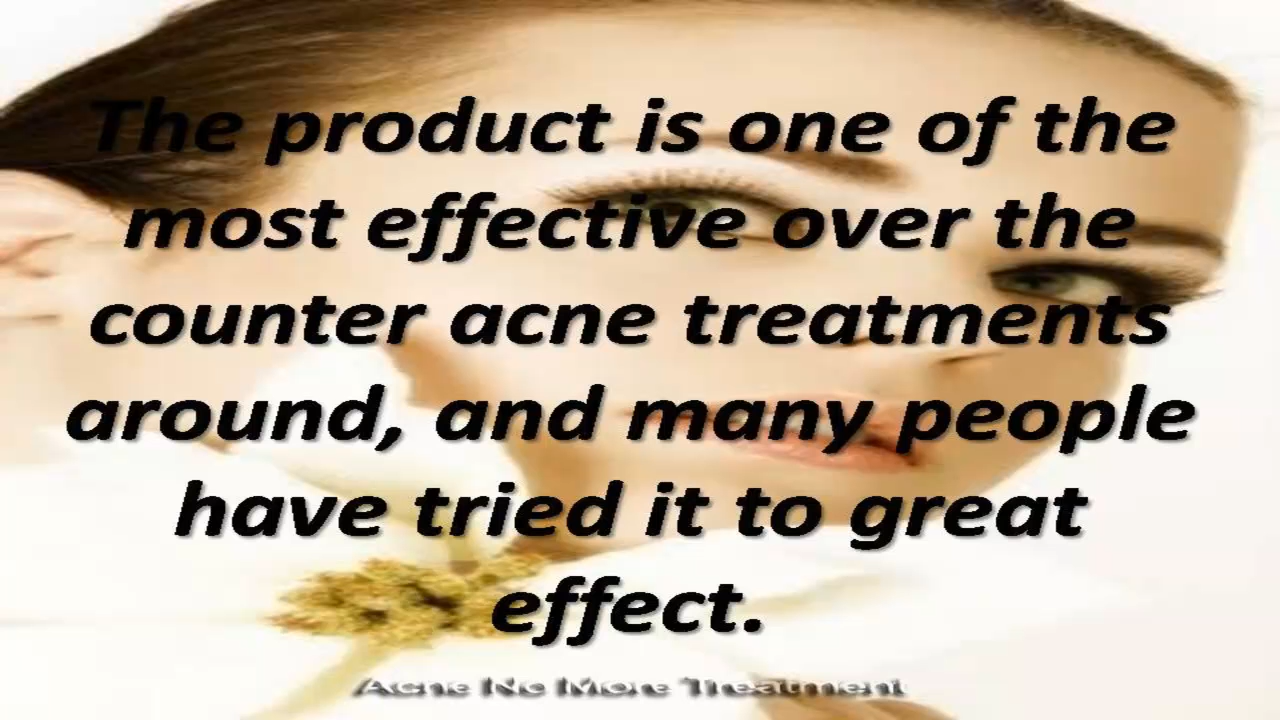 The product is one of the
most effective over the
counter acne treatments
around, and many people
have tried it to great
effect.
Acne No More Treatment